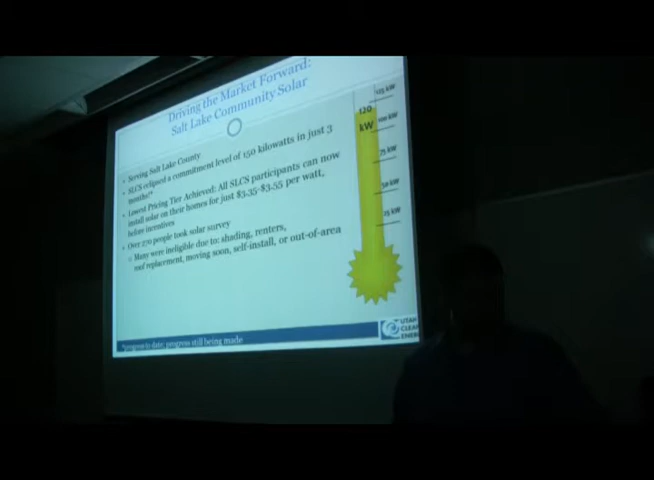 Driving the Market Forward:
Salt Lake Community Solar
• Serving Salt Lake County
• SLCS eclipsed a commitment level of 150 kilowatts in just 3
months!*
• Lowest Pricing Tier Achieved: All SLCS participants can now
install solar on their homes for just $3.35-$3.55 per watt,
before incentives
• Over 270 people took solar survey
Many were ineligible due to: shading, renters,
roof replacement, moving soon, self-install, or out-of-area
125 kW
120
kW
100 kW
75 kW
50 kW
25 kW
*progress to date; progress still being made
UTAH
CLEAN
ENERG